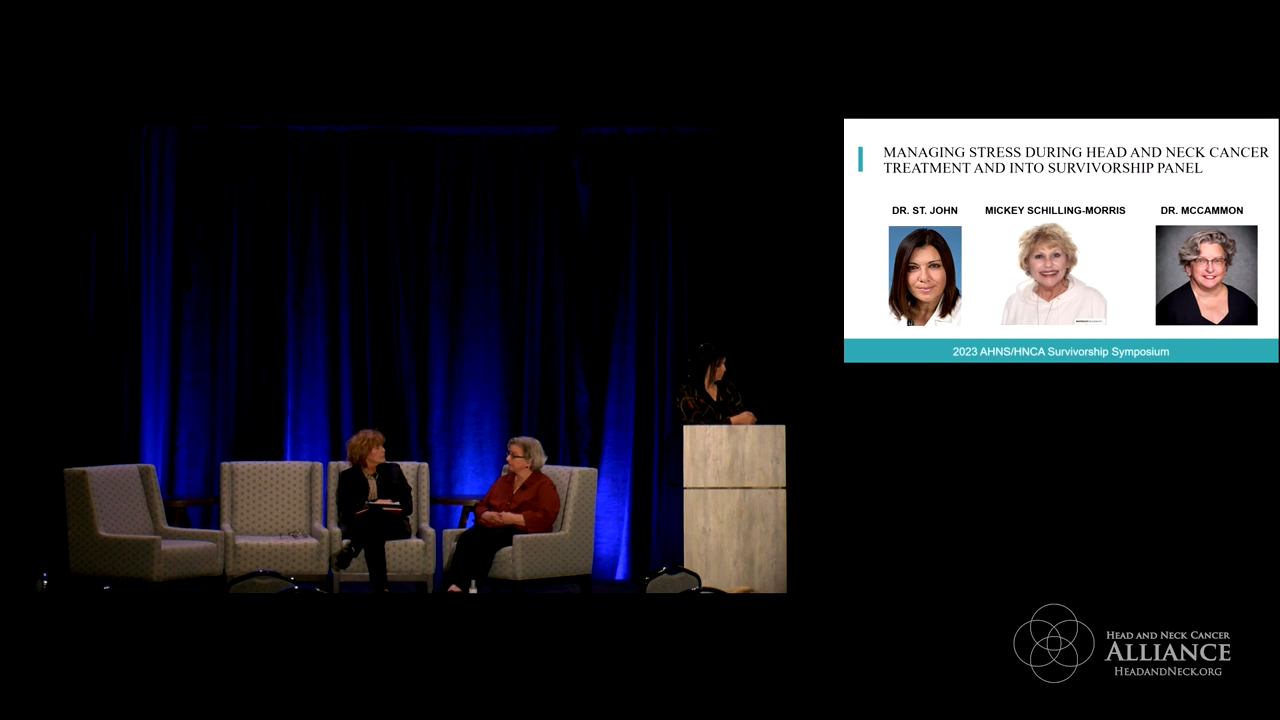 MANAGING STRESS DURING HEAD AND NECK CANCER
TREATMENT AND INTO SURVIVORSHIP PANEL
DR. ST. JOHN
MICKEY SCHILLING-MORRIS
DR. MCCAMMON
2023 AHNS/HNCA Survivorship Symposium
HEAD AND NECK CANCER
ALLIANCE
HEADANDNECK.ORG